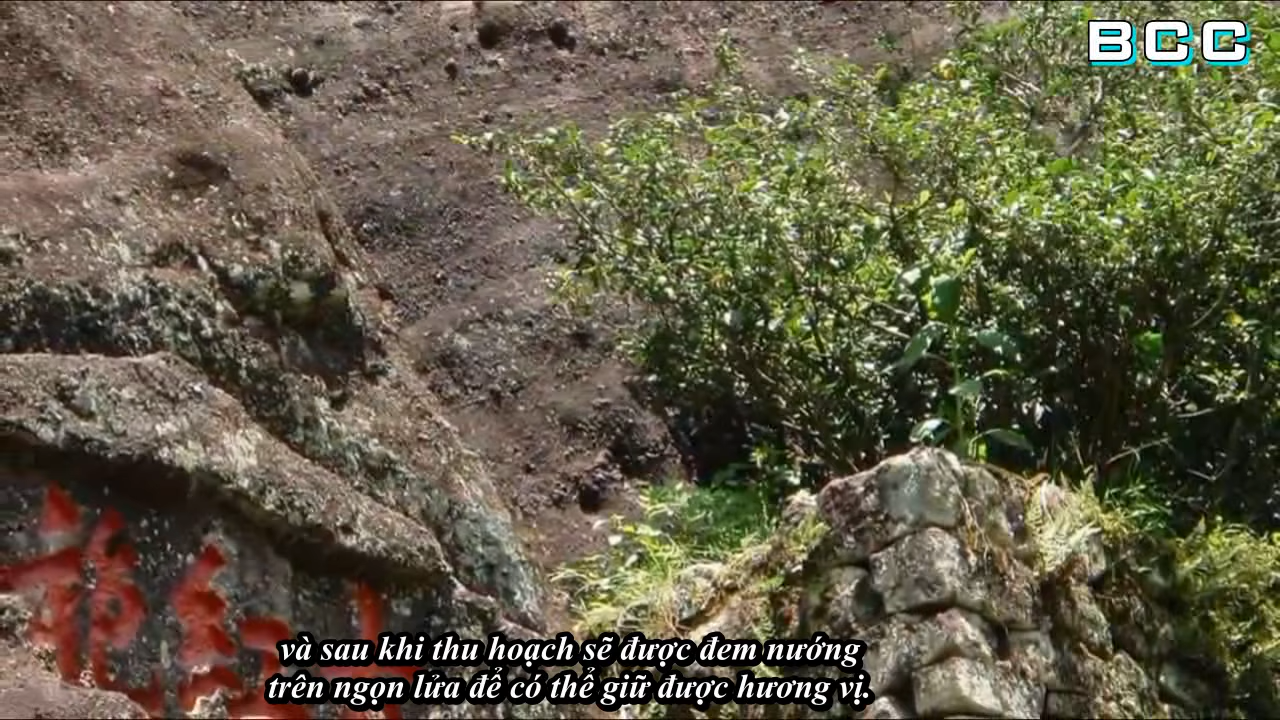 BCC
và sau khi thu hoạch sẽ được đem nướng
trên ngọn lửa để có thể giữ được hương vị.